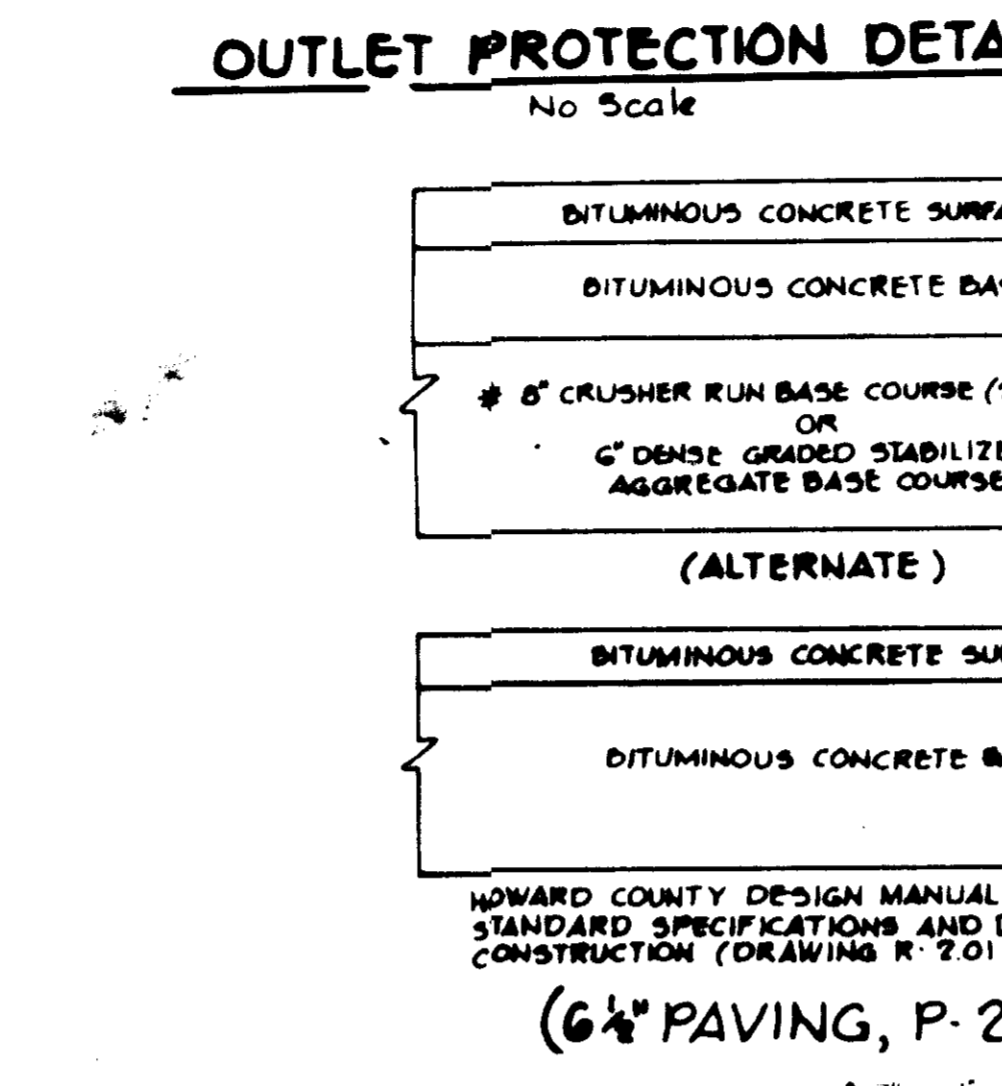 OUTLET PROTECTION DETA
No Scale
BITUMINOUS CONCRETE SURFA
BITUMINOUS CONCRETE BAS
* 8" CRUSHER RUN BASE COURSE (
OR
6" DENSE GRADED STABILIZE
AGGREGATE BASE COURSE
(ALTERNATE)
BITUMINOUS CONCRETE SUR
BITUMINOUS CONCRETE
HOWARD COUNTY DESIGN MANUAL
STANDARD SPECIFICATIONS AND D
CONSTRUCTION (DRAWING R-2.01
(6½" PAVING, P-2